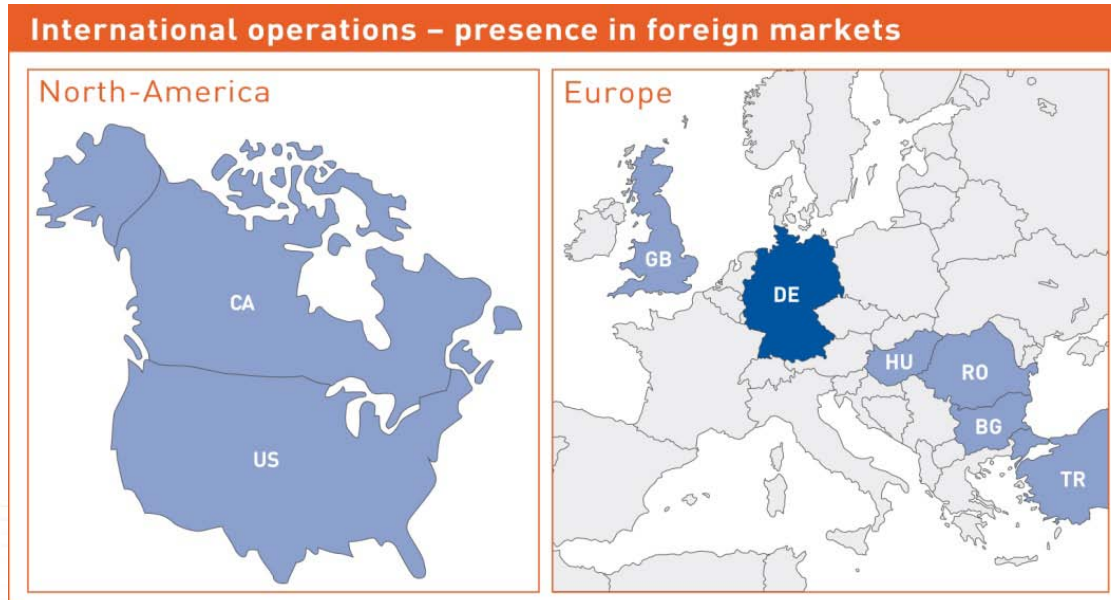 International operations – presence in foreign markets
North-America
CA
US
Europe
GB
DE
HU
RO
BG
TR